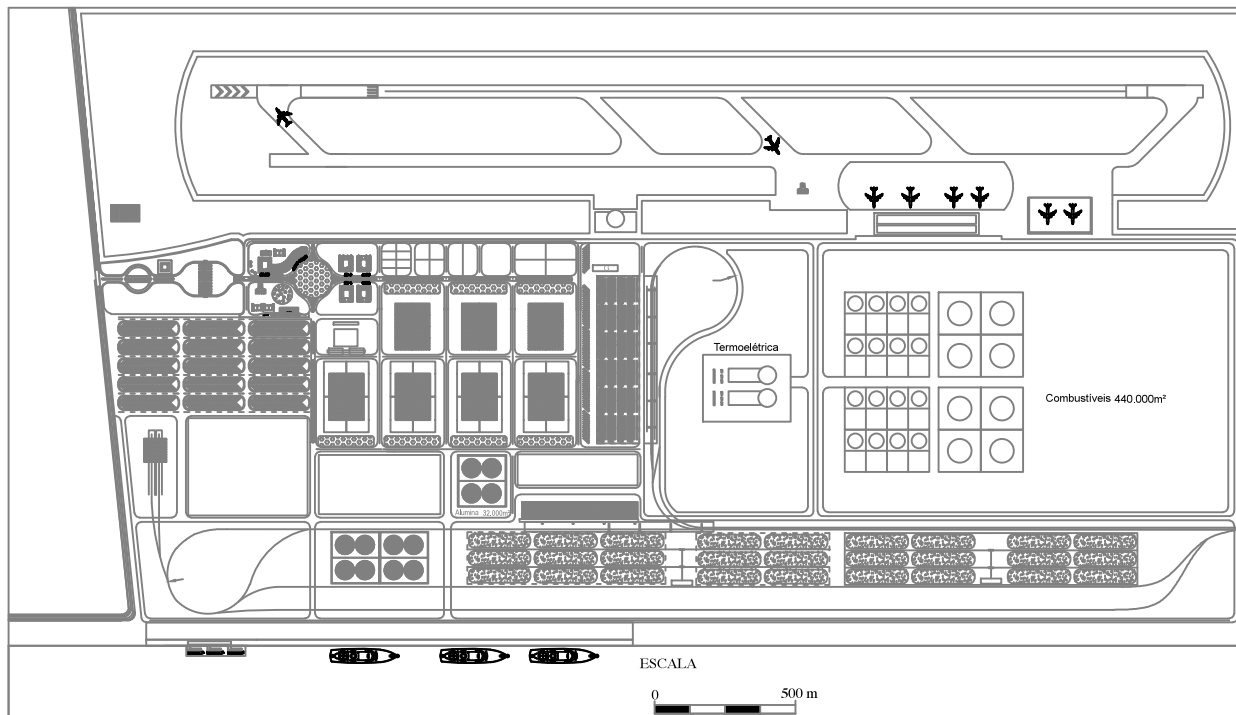 Termoelétrica
Combustíveis 440.000m²
Alumina 32,000m²
ESCALA
0 500 m